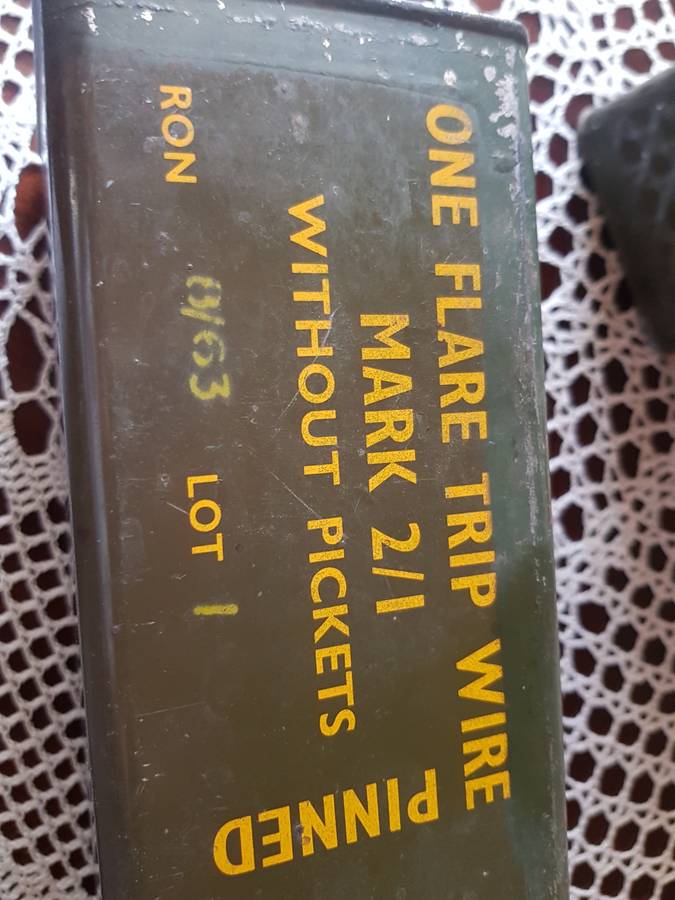 ONE FLARE TRIP WIRE
MARK 2/1
WITHOUT PICKETS
RON 8/63 LOT 1
PINNED